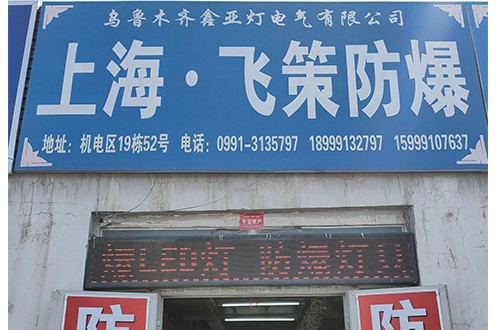 乌鲁木齐鑫亚灯电气有限公司
上海·飞策防爆
地址：机电区19栋52号 电话：0991-3135797 18999132797 15999107637
LED灯 防爆灯
防
防